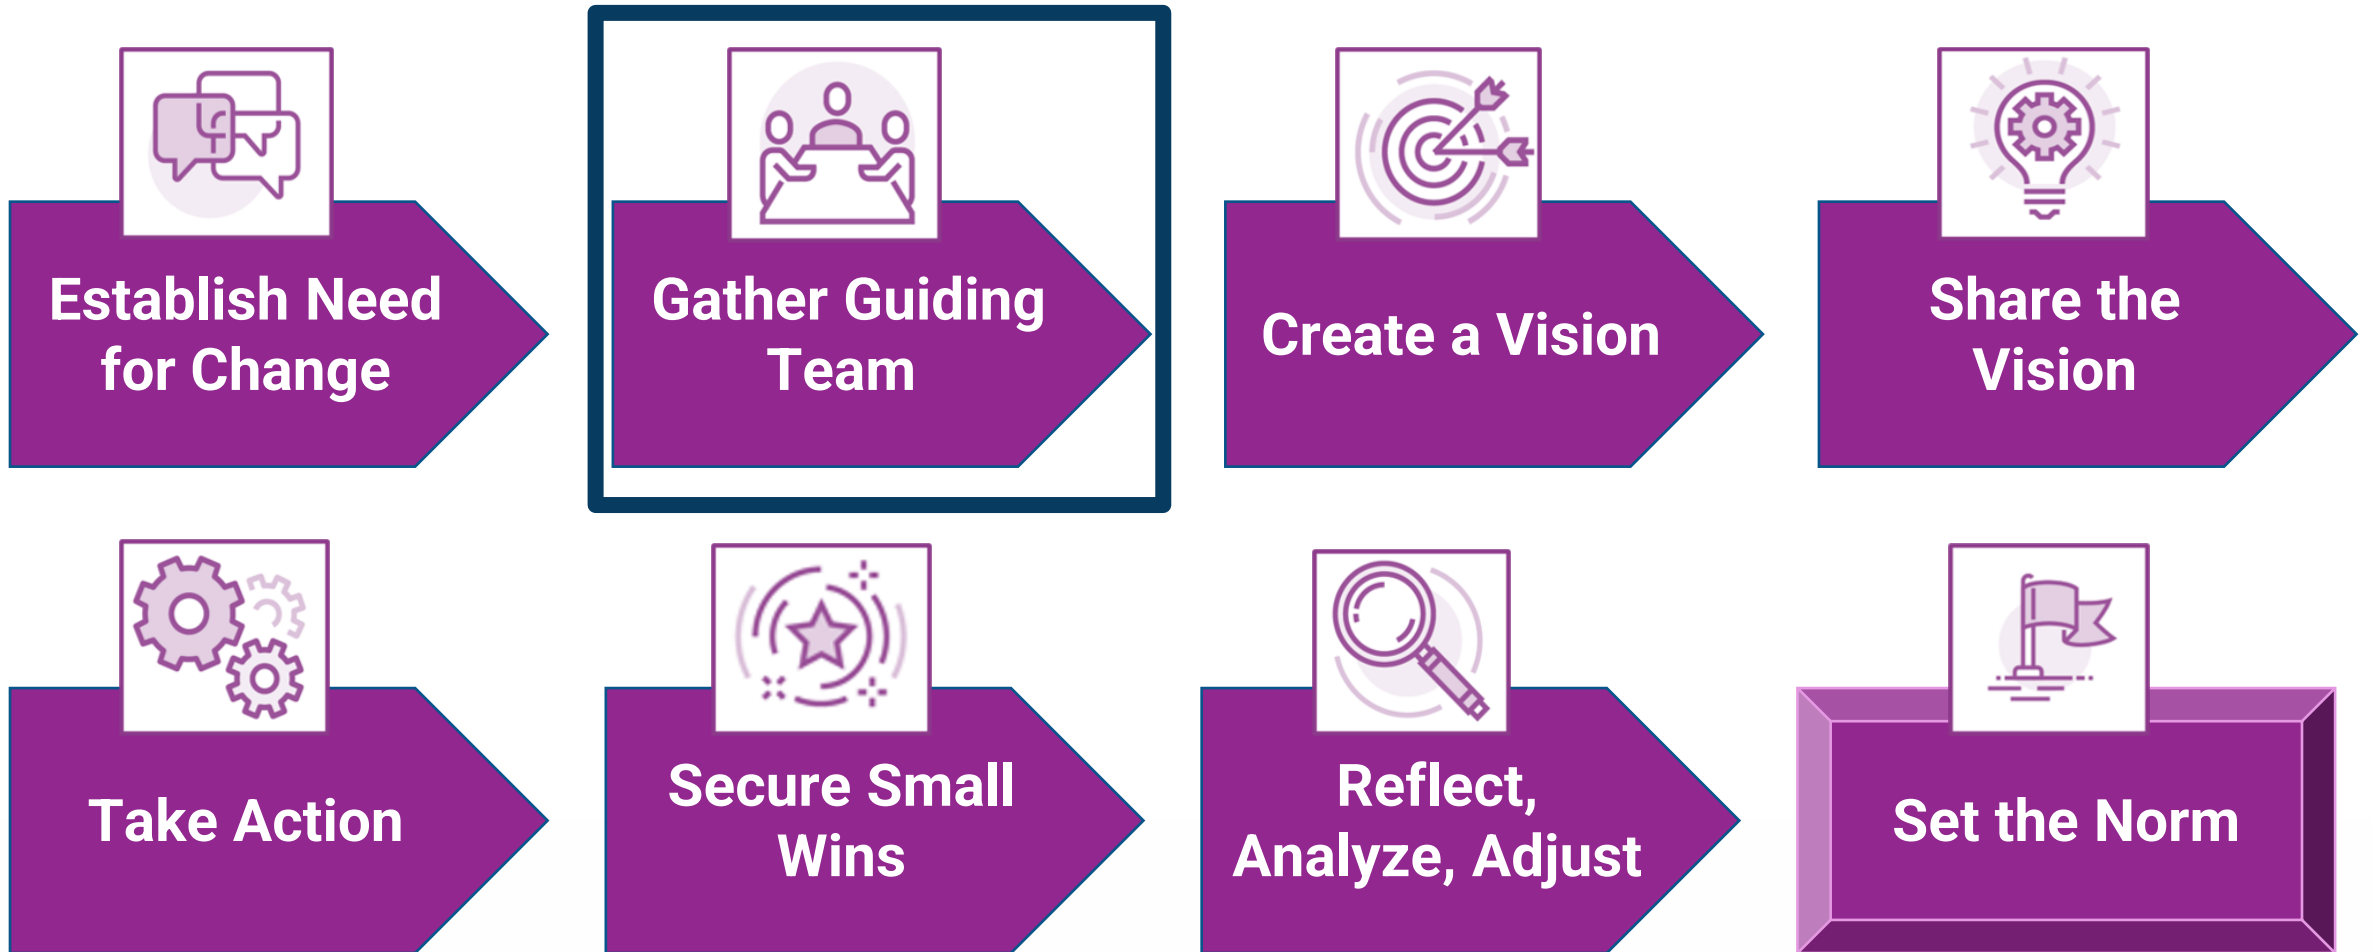 Establish Need
for Change
Gather Guiding
Team
Create a Vision
Share the
Vision
Take Action
Secure Small
Wins
Reflect,
Analyze, Adjust
Set the Norm